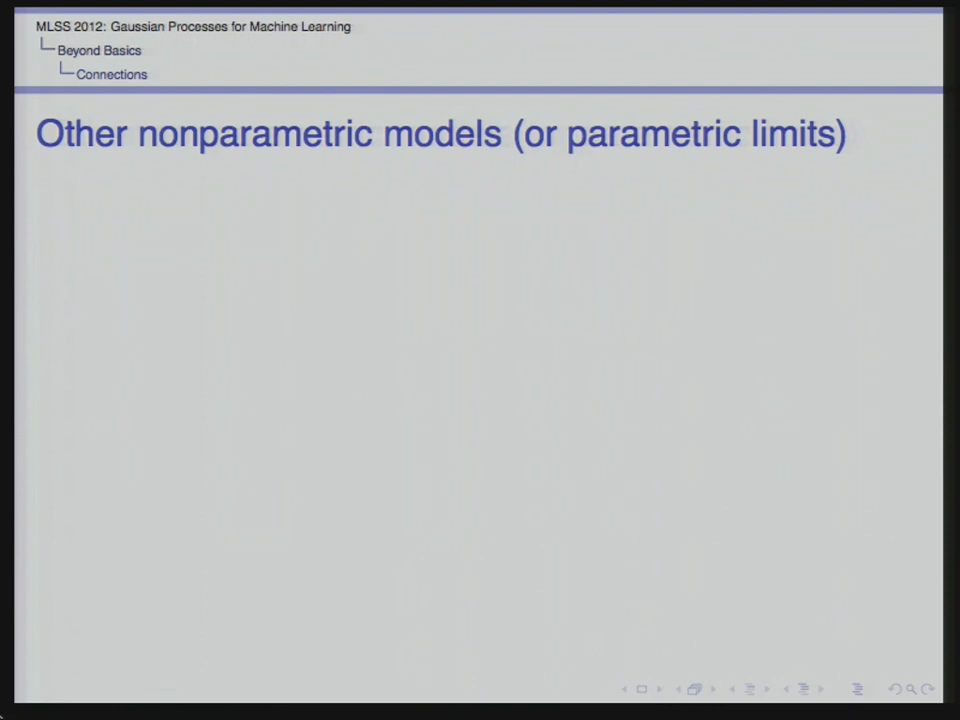 MLSS 2012: Gaussian Processes for Machine Learning
Beyond Basics
Connections
Other nonparametric models (or parametric limits)